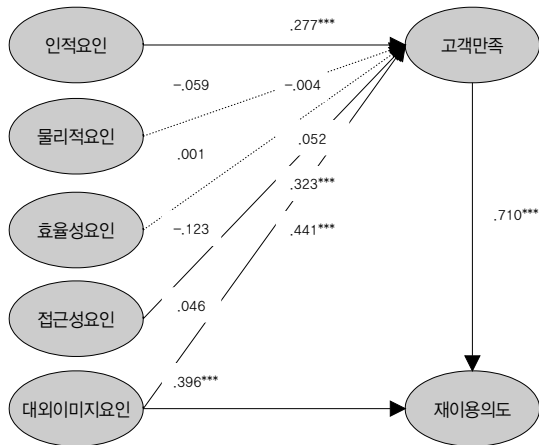 .277***
인적요인
고객만족
-.059
-.004
물리적요인
.052
.001
.323***
.710***
효율성요인
-.123
.441***
.046
접근성요인
.396***
대외이미지요인
재이용의도